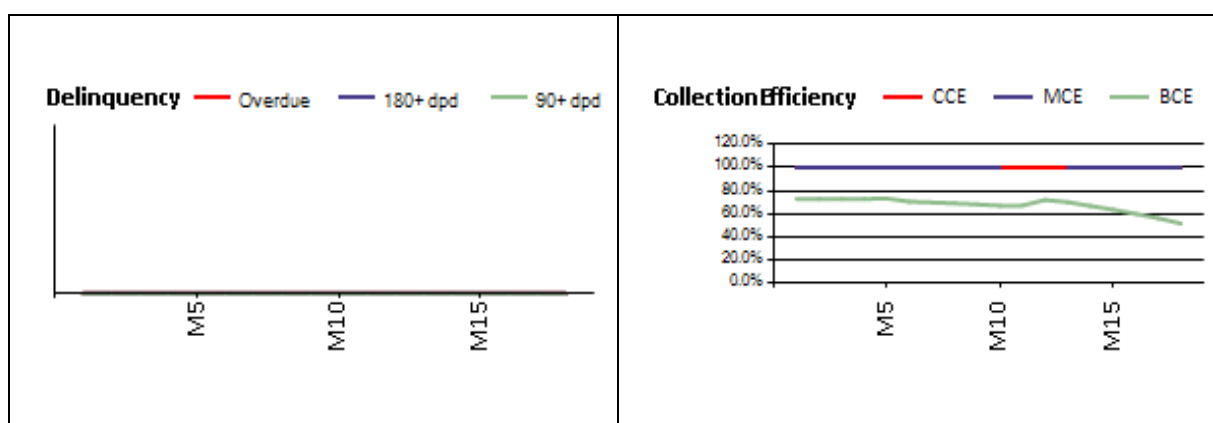 Delinquency Overdue 180+ dpd 90+ dpd
M5
M10
M15
Collection Efficiency CCE MCE BCE
120.0%
100.0%
80.0%
60.0%
40.0%
20.0%
0.0%
M5
M10
M15